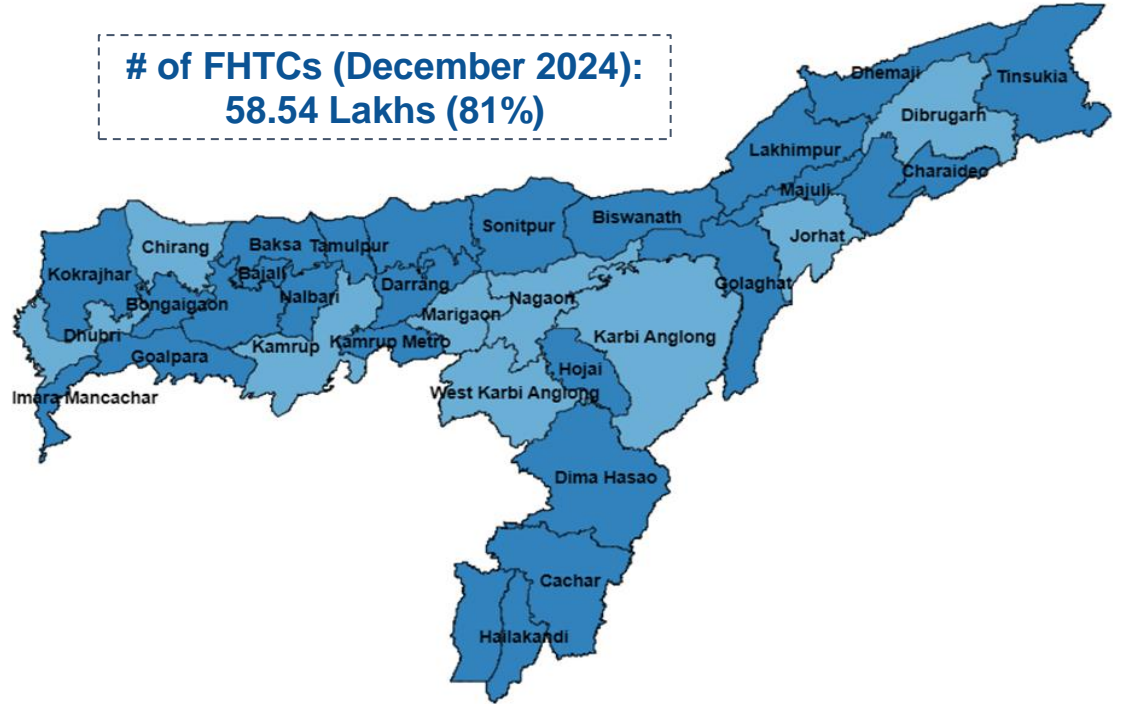 # of FHTCs (December 2024):
58.54 Lakhs (81%)
Dhemaji
Tinsukia
Dibrugarh
Lakhimpur
Charaideo
Majuli
Sonitpur
Biswanath
Jorhat
Chirang
Baksa
Tamulpur
Kokrajhar
Bajali
Darrang
Golaghat
Bongaigaon
Nalbari
Nagaon
Marigaon
Dhubri
Kamrup
Kamrup Metro
Karbi Anglong
Goalpara
Hojai
Imara Mancachar
West Karbi Anglong
Dima Hasao
Cachar
Hailakandi